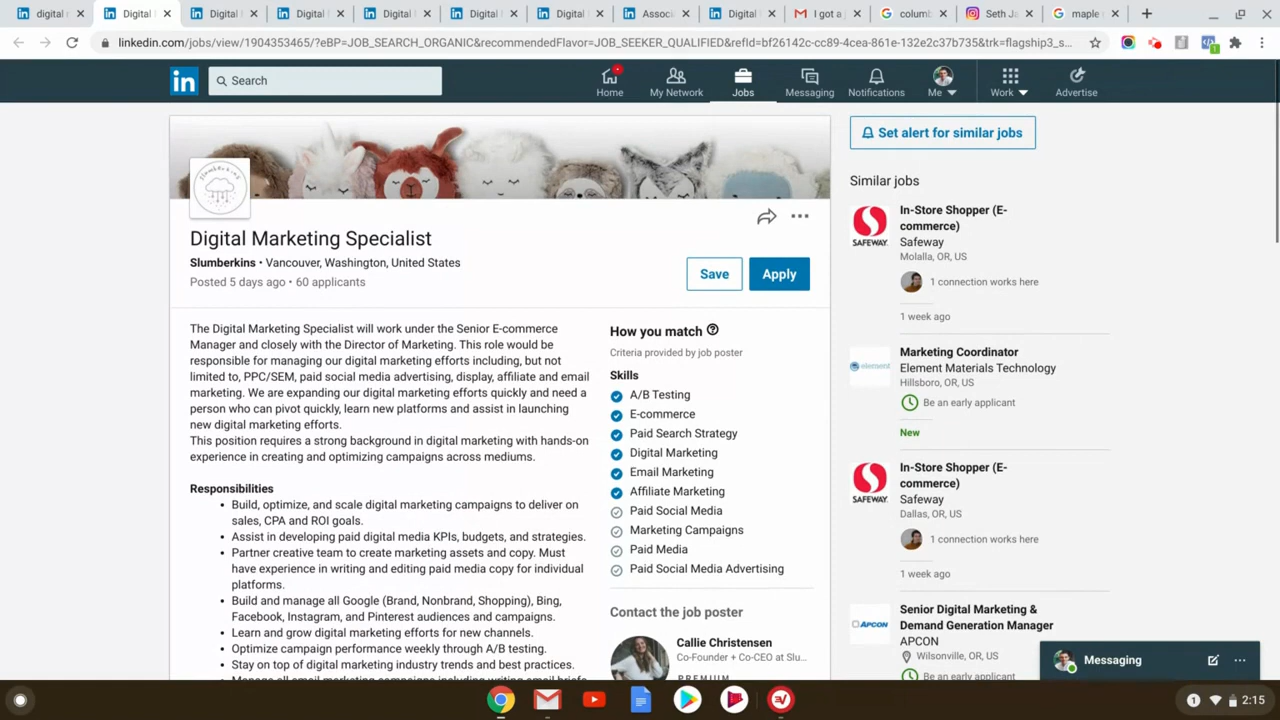 digital
Digital
Digital
Digital
Digital
Digital
Digital
Associ
Digital
I got a j
columb
Seth Ja
maple
linkedin.com/jobs/view/1904353465/?eBP=JOB_SEARCH_ORGANIC&recommendedFlavor=JOB_SEEKER_QUALIFIED&refId=bf26142c-cc89-4cea-861e-132e2c37b735&trk=flagship3_s...
1
in
Search
Home
My Network
Jobs
Messaging
Notifications
Me
Work
Advertise
Slumberkins
Digital Marketing Specialist
Slumberkins • Vancouver, Washington, United States
Posted 5 days ago • 60 applicants
Save
Apply
The Digital Marketing Specialist will work under the Senior E-commerce
Manager and closely with the Director of Marketing. This role would be
responsible for managing our digital marketing efforts including, but not
limited to, PPC/SEM, paid social media advertising, display, affiliate and email
marketing. We are expanding our digital marketing efforts quickly and need a
person who can pivot quickly, learn new platforms and assist in launching
new digital marketing efforts.
This position requires a strong background in digital marketing with hands-on
experience in creating and optimizing campaigns across mediums.
Responsibilities
• Build, optimize, and scale digital marketing campaigns to deliver on
sales, CPA and ROI goals.
• Assist in developing paid digital media KPIs, budgets, and strategies.
• Partner creative team to create marketing assets and copy. Must
have experience in writing and editing paid media copy for individual
platforms.
• Build and manage all Google (Brand, Nonbrand, Shopping), Bing,
Facebook, Instagram, and Pinterest audiences and campaigns.
• Learn and grow digital marketing efforts for new channels.
• Optimize campaign performance weekly through A/B testing.
• Stay on top of digital marketing industry trends and best practices.
• Manage all email marketing campaigns including writing email briefs
How you match
Criteria provided by job poster
Skills
A/B Testing
E-commerce
Paid Search Strategy
Digital Marketing
Email Marketing
Affiliate Marketing
Paid Social Media
Marketing Campaigns
Paid Media
Paid Social Media Advertising
Contact the job poster
Callie Christensen
Co-Founder + Co-CEO at Slu...
PREMIUM
Set alert for similar jobs
Similar jobs
SAFEWAY
In-Store Shopper (E-
commerce)
Safeway
Molalla, OR, US
1 connection works here
1 week ago
element
Marketing Coordinator
Element Materials Technology
Hillsboro, OR, US
Be an early applicant
New
SAFEWAY
In-Store Shopper (E-
commerce)
Safeway
Dallas, OR, US
1 connection works here
1 week ago
APCON
Senior Digital Marketing &
Demand Generation Manager
APCON
Wilsonville, OR, US
Be an early applicant
Messaging
1
2:15